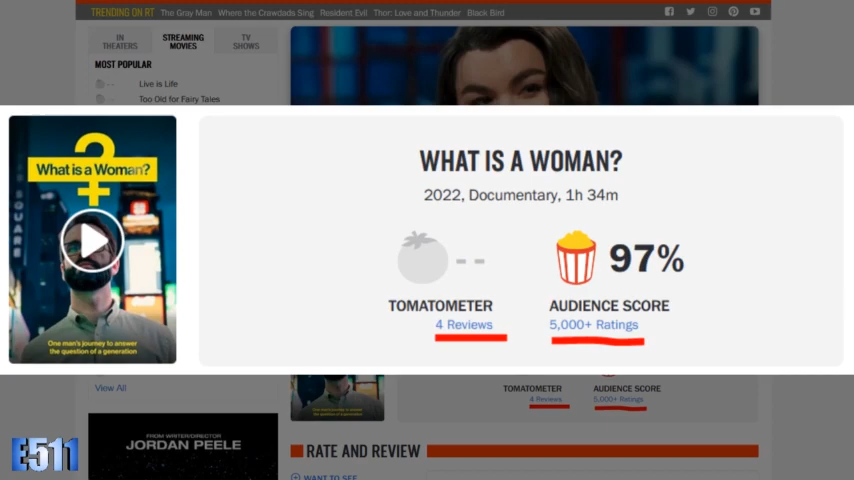 TRENDING ON RT The Gray Man Where the Crawdads Sing Resident Evil Thor: Love and Thunder Black Bird
IN THEATERS
STREAMING MOVIES
TV SHOWS
MOST POPULAR
- - Live is Life
- - Too Old for Fairy Tales
What is a Woman?
SQUARE
One man's journey to answer
the question of a generation
WHAT IS A WOMAN?
2022, Documentary, 1h 34m
- -
97%
TOMATOMETER
4 Reviews
AUDIENCE SCORE
5,000+ Ratings
View All
TOMATOMETER
4 Reviews
AUDIENCE SCORE
5,000+ Ratings
FROM WRITER/DIRECTOR
JORDAN PEELE
RATE AND REVIEW
WANT TO SEE
E511